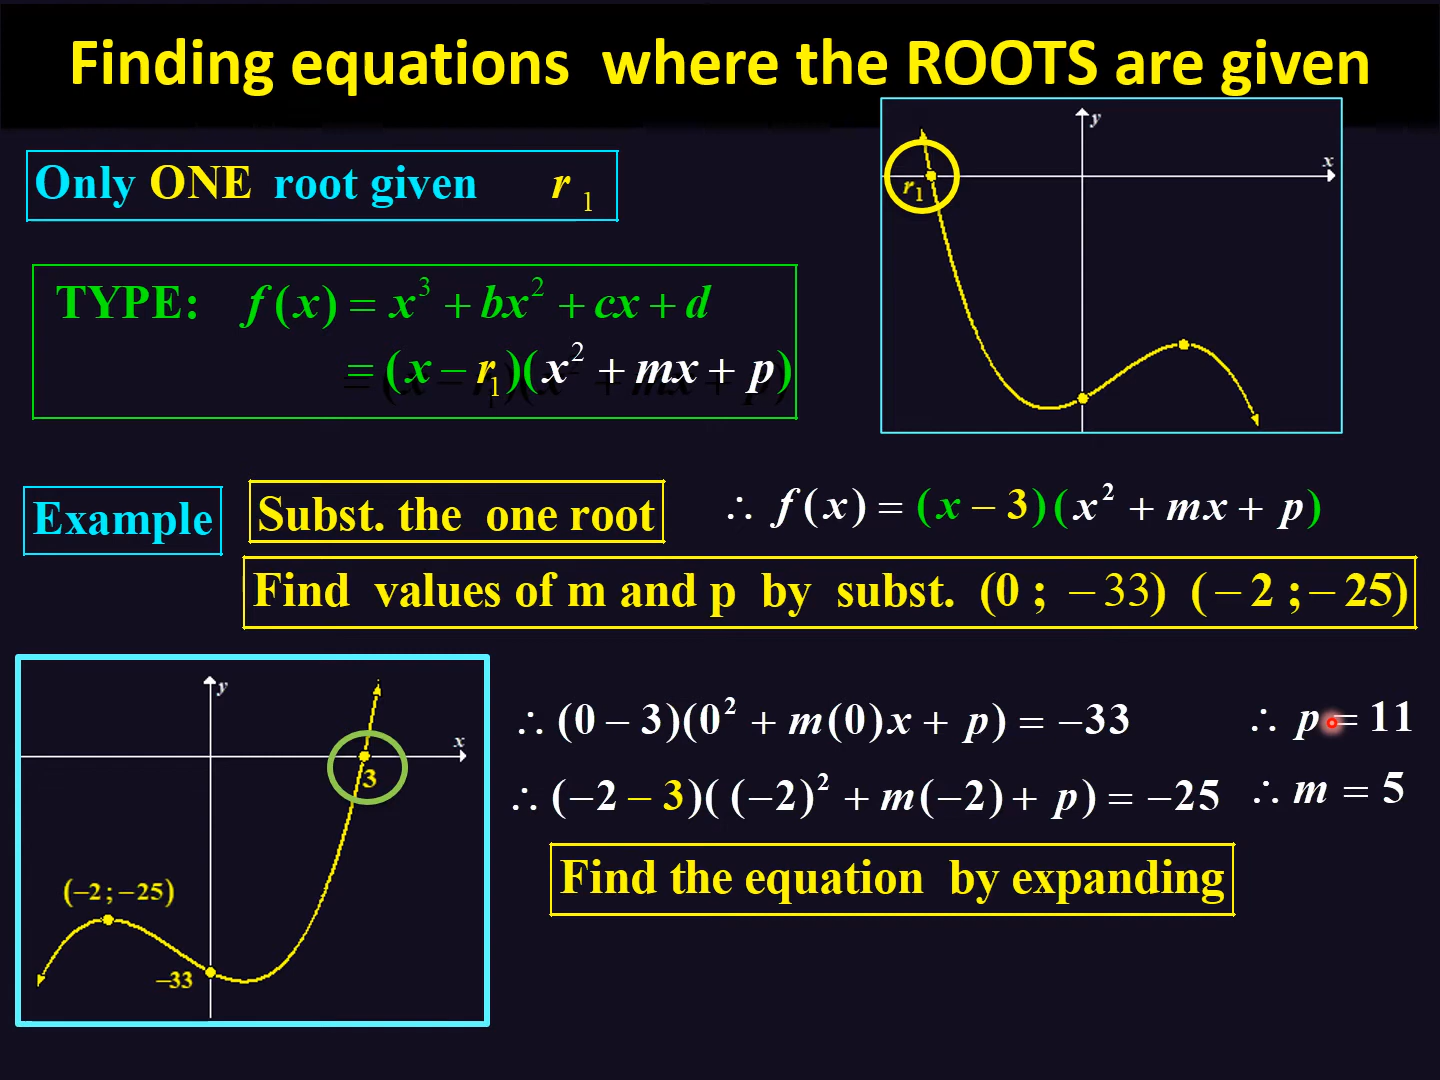 Finding equations where the ROOTS are given
Only ONE root given r₁
y
x
r₁
TYPE: f(x) = x³ + bx² + cx + d
= (x − r₁)(x² + mx + p)
Example
Subst. the one root
∴ f(x) = (x − 3)(x² + mx + p)
Find values of m and p by subst. (0 ; −33) (−2 ; −25)
y
x
3
(−2 ; −25)
−33
∴ (0 − 3)(0² + m(0)x + p) = −33 ∴ p = 11
∴ (−2 − 3)((−2)² + m(−2) + p) = −25 ∴ m = 5
Find the equation by expanding